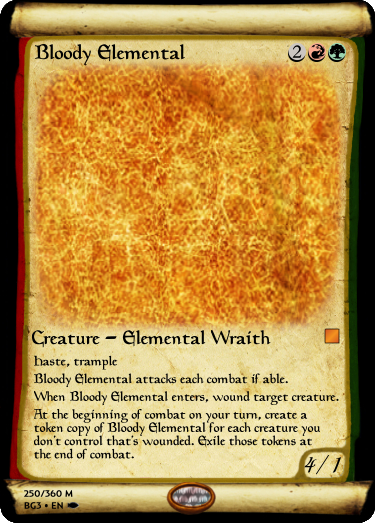 Bloody Elemental 2
Creature – Elemental Wraith
Haste, trample
Bloody Elemental attacks each combat if able.
When Bloody Elemental enters, wound target creature.
At the beginning of combat on your turn, create a
token copy of Bloody Elemental for each creature you
don't control that's wounded. Exile those tokens at
the end of combat.
4/1
250/360 M
BG3 • EN